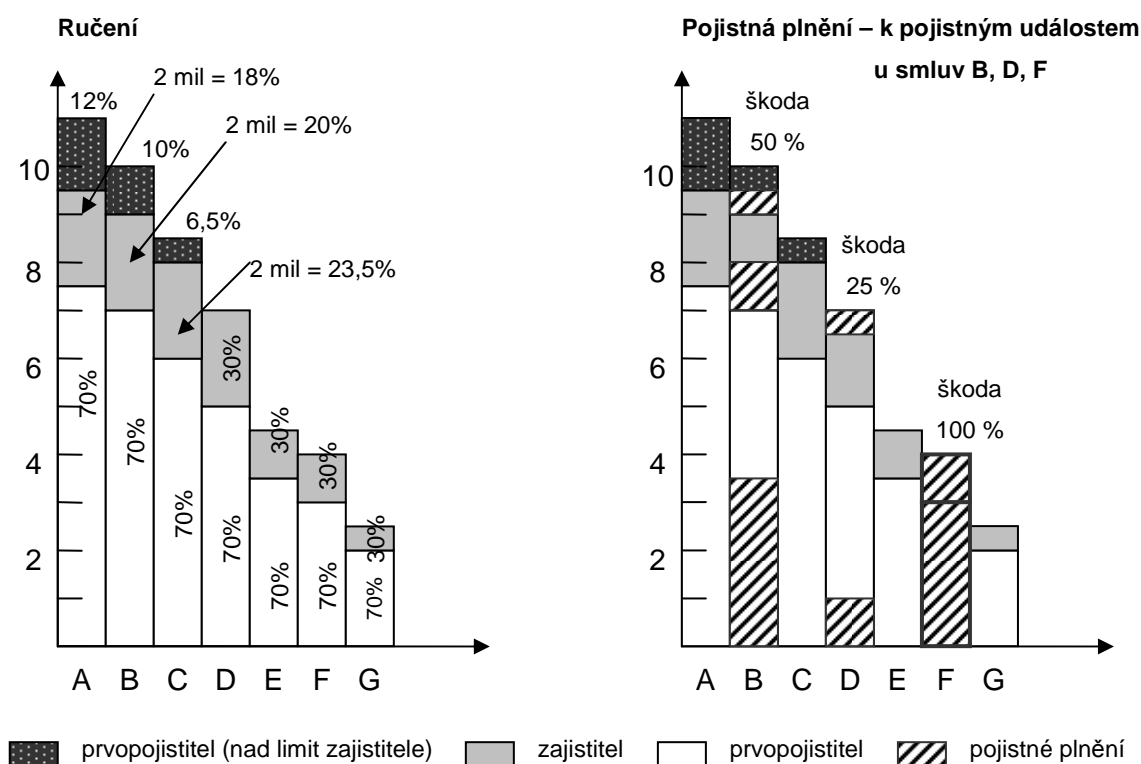 Ručení
2 mil = 18%
12%
2 mil = 20%
10%
6,5%
2 mil = 23,5%
10
8
6
4
2
70%
70%
70%
30%
70%
30%
70%
30%
70%
30%
70%
A B C D E F G
Pojistná plnění – k pojistným událostem
u smluv B, D, F
škoda
50 %
škoda
25 %
škoda
100 %
10
8
6
4
2
A B C D E F G
prvopojistitel (nad limit zajistitele) zajistitel prvopojistitel pojistné plnění